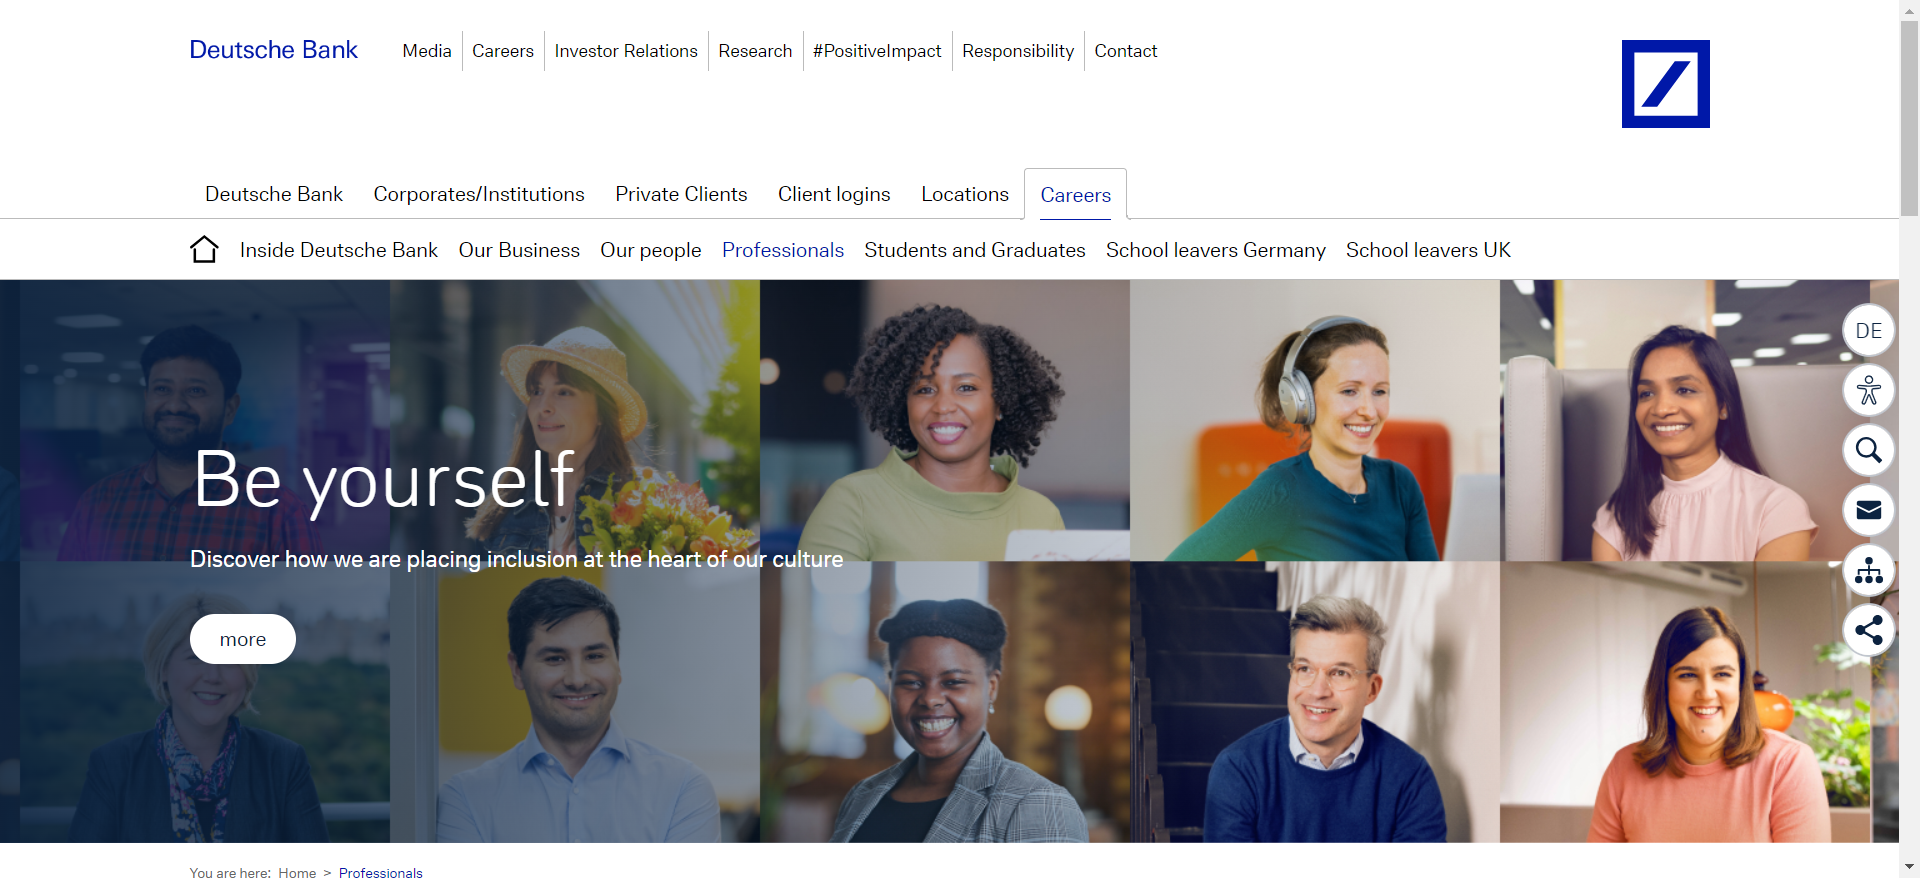 Deutsche Bank
Media Careers Investor Relations Research #PositiveImpact Responsibility Contact
Deutsche Bank Corporates/Institutions Private Clients Client logins Locations Careers
Inside Deutsche Bank Our Business Our people Professionals Students and Graduates School leavers Germany School leavers UK
DE
Be yourself
Discover how we are placing inclusion at the heart of our culture
more
You are here: Home > Professionals